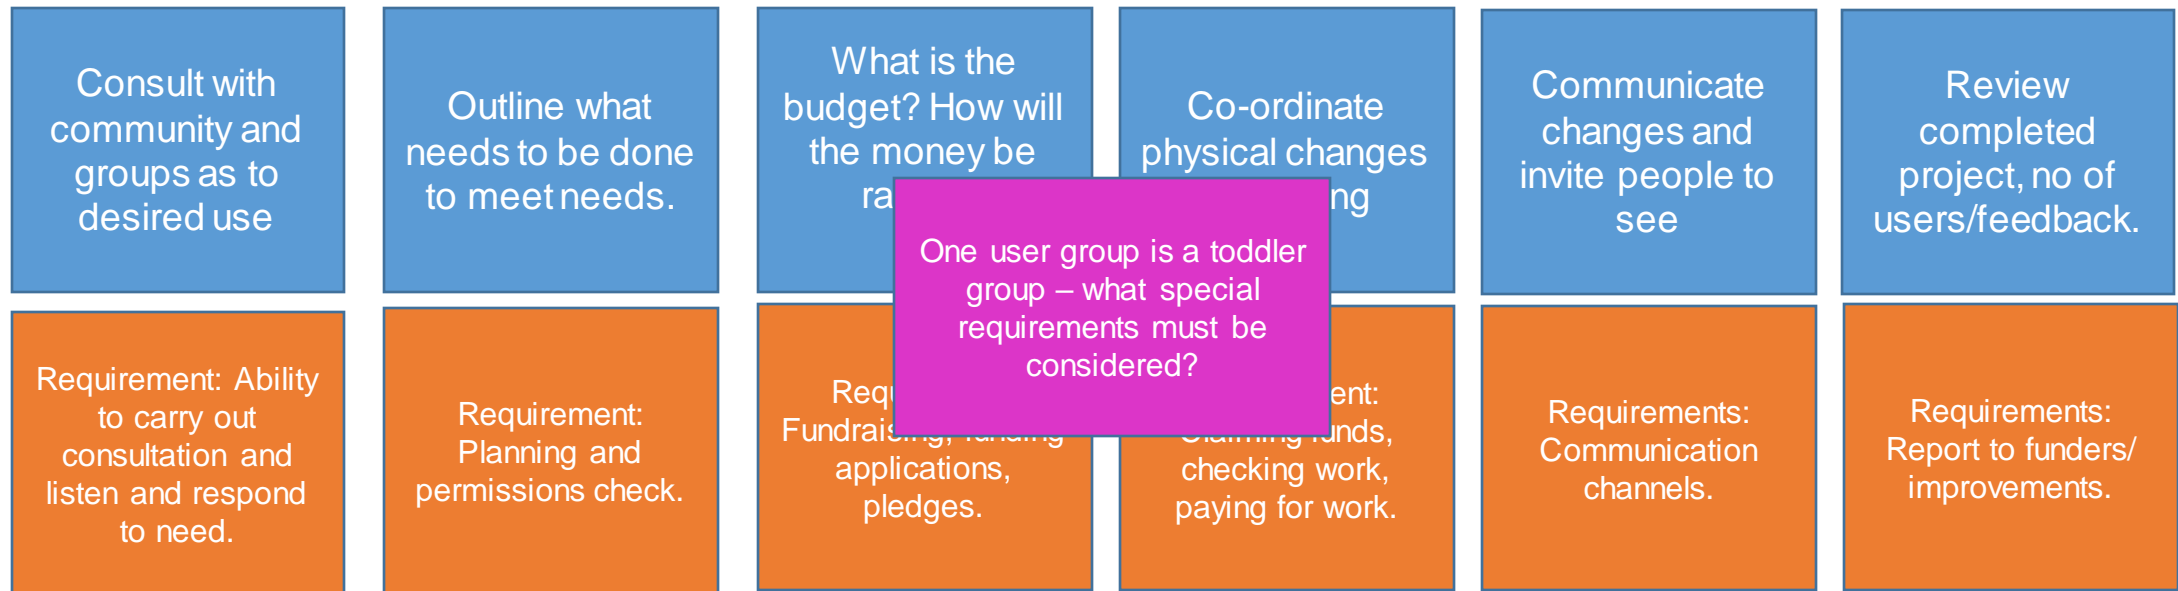 Consult with
community and
groups as to
desired use
Outline what
needs to be done
to meet needs.
What is the
budget? How will
the money be
Co-ordinate
physical changes
Communicate
changes and
invite people to
see
Review
completed
project, no of
users/feedback.
One user group is a toddler
group – what special
requirements must be
considered?
Requirement: Ability
to carry out
consultation and
listen and respond
to need.
Requirement:
Planning and
permissions check.
Fundraising, funding
applications,
pledges.
Claiming funds,
checking work,
paying for work.
Requirements:
Communication
channels.
Requirements:
Report to funders/
improvements.